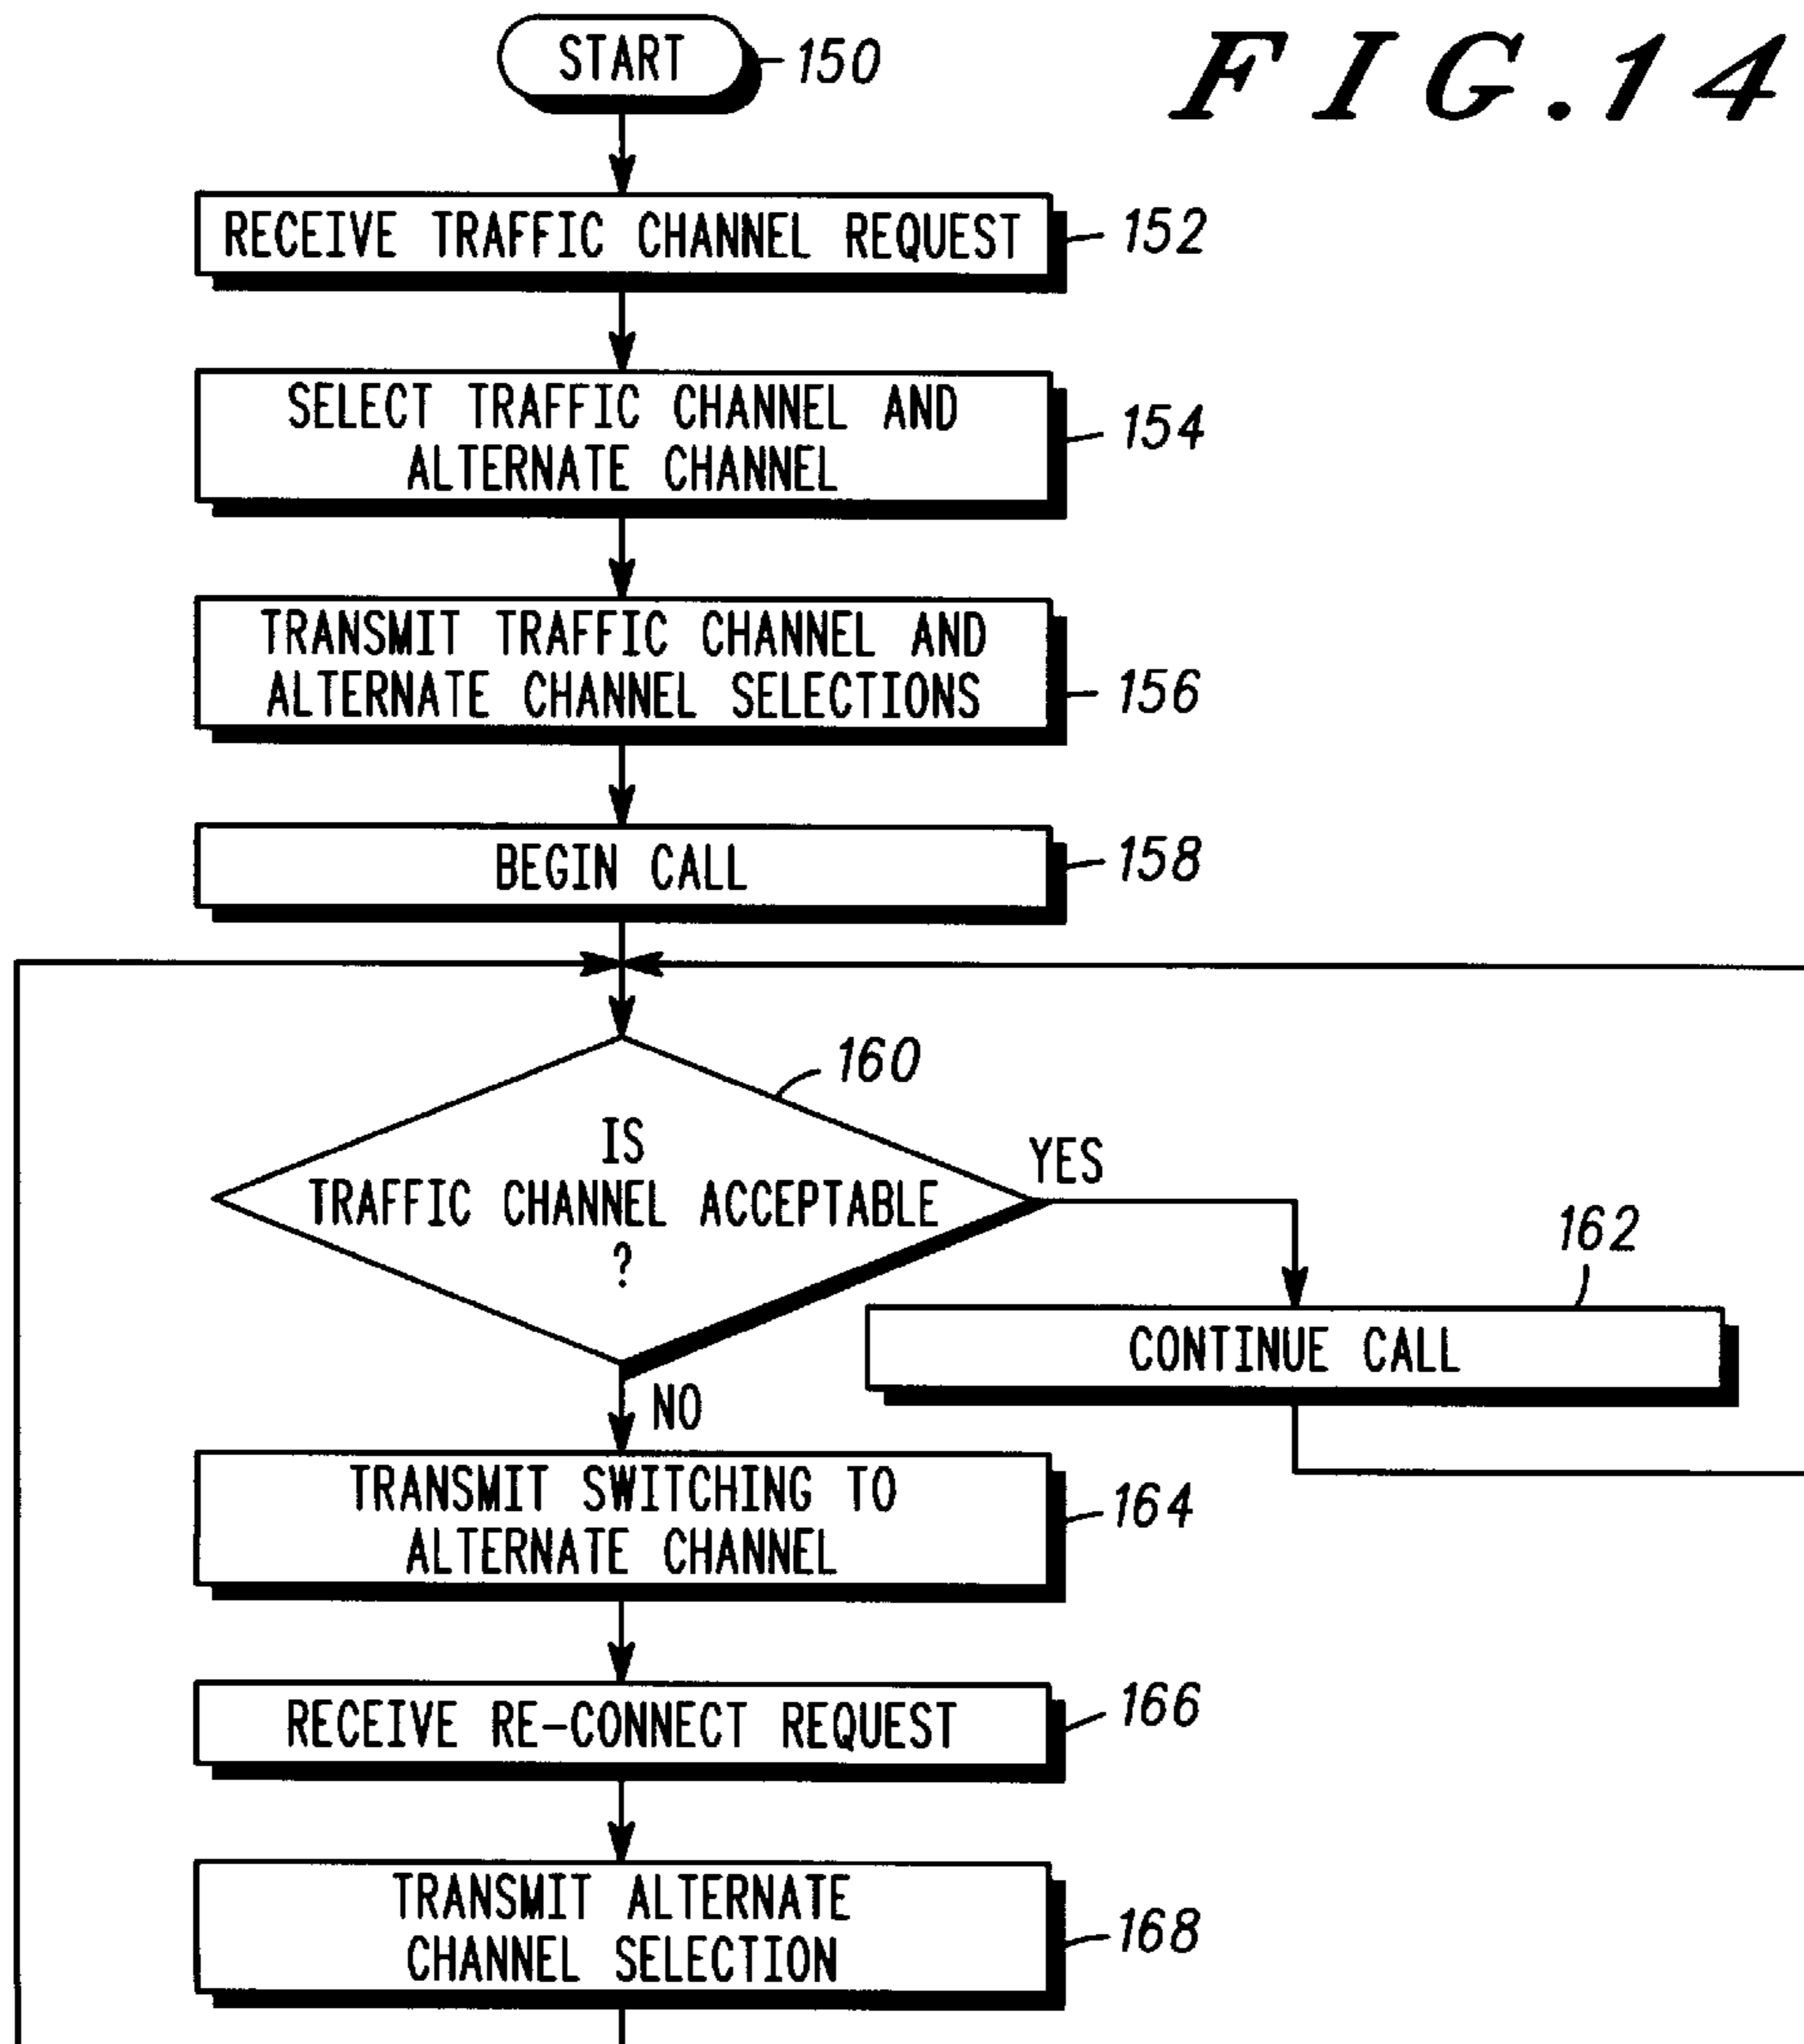 START
150
FIG.14
RECEIVE TRAFFIC CHANNEL REQUEST
152
SELECT TRAFFIC CHANNEL AND
ALTERNATE CHANNEL
154
TRANSMIT TRAFFIC CHANNEL AND
ALTERNATE CHANNEL SELECTIONS
156
BEGIN CALL
158
160
IS
TRAFFIC CHANNEL ACCEPTABLE
?
YES
162
CONTINUE CALL
NO
TRANSMIT SWITCHING TO
ALTERNATE CHANNEL
164
RECEIVE RE-CONNECT REQUEST
166
TRANSMIT ALTERNATE
CHANNEL SELECTION
168